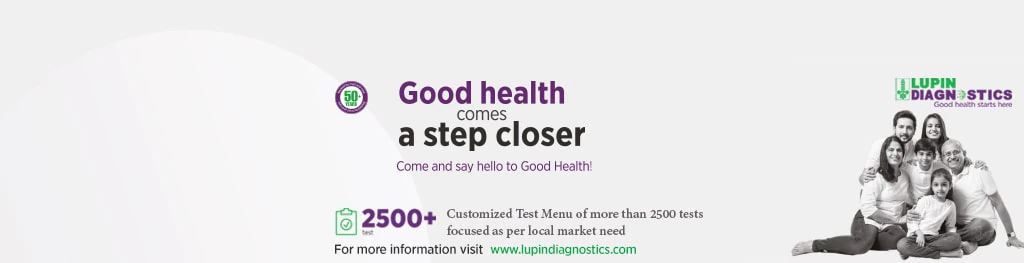 50+
YEARS
Good health
comes
a step closer
Come and say hello to Good Health!
LUPIN
DIAGNOSTICS
Good health starts here
2500+
test
Customized Test Menu of more than 2500 tests
focused as per local market need
For more information visit www.lupindiagnostics.com